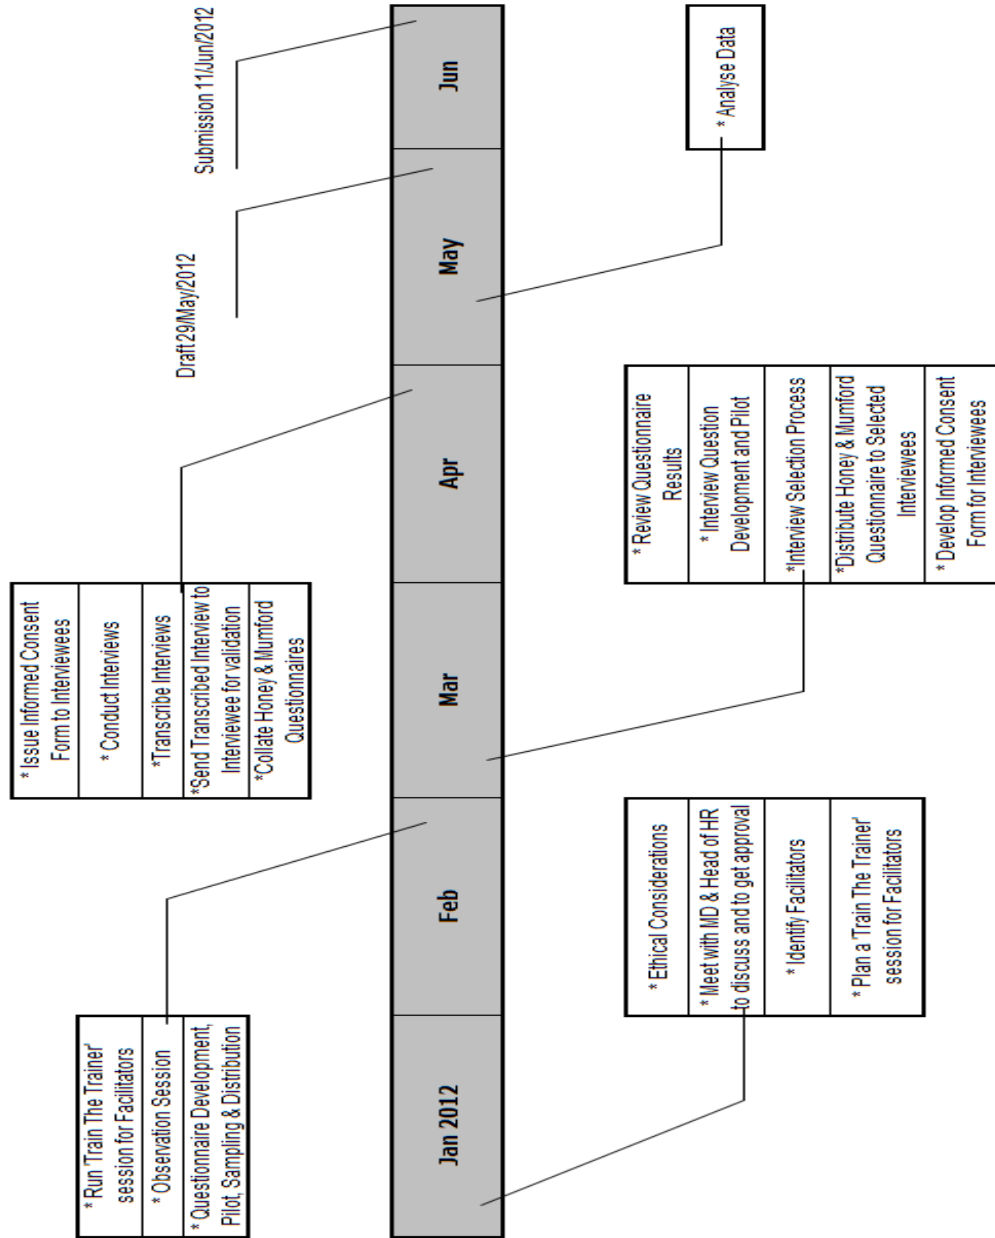 * Run 'Train The Trainer'
session for Facilitators
* Observation Session
* Questionnaire Development,
Pilot, Sampling & Distribution
* Issue Informed Consent
Form to Interviewees
* Conduct Interviews
*Transcribe Interviews
*Send Transcribed Interview to
Interviewee for validation
*Collate Honey & Mumford
Questionnaires
Draft 29/May/2012
Submission 11/Jun/2012
Jan 2012
Feb
Mar
Apr
May
Jun
* Ethical Considerations
* Meet with MD & Head of HR
to discuss and to get approval
* Identify Facilitators
* Plan a 'Train The Trainer'
session for Facilitators
* Review Questionnaire
Results
* Interview Question
Development and Pilot
*Interview Selection Process
*Distribute Honey & Mumford
Questionnaire to Selected
Interviewees
* Develop Informed Consent
Form for Interviewees
* Analyse Data